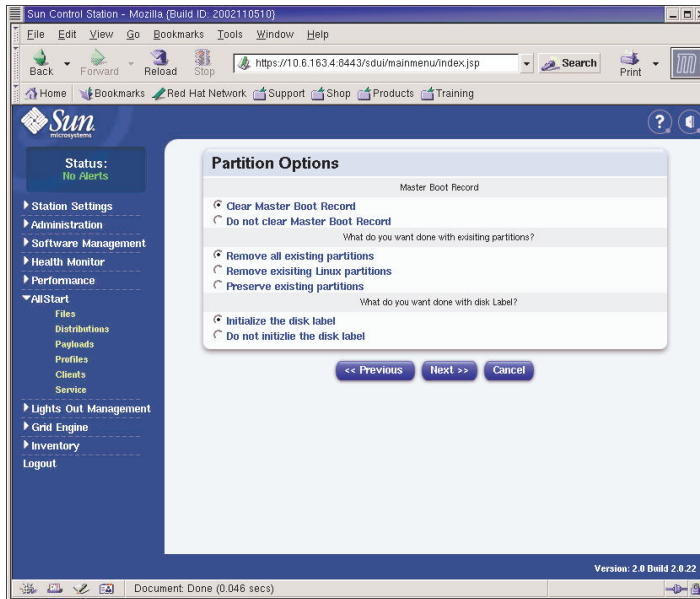 Sun Control Station - Mozilla {Build ID: 2002110510}
File Edit View Go Bookmarks Tools Window Help
Back Forward Reload Stop https://10.6.163.4:8443/sdui/mainmenu/index.jsp Search Print
Home Bookmarks Red Hat Network Support Shop Products Training
Sun
microsystems
?
Status:
No Alerts
Station Settings
Administration
Software Management
Health Monitor
Performance
AllStart
Files
Distributions
Payloads
Profiles
Clients
Service
Lights Out Management
Grid Engine
Inventory
Logout
Partition Options
Master Boot Record
Clear Master Boot Record
Do not clear Master Boot Record
What do you want done with exisiting partitions?
Remove all existing partitions
Remove exisiting Linux partitions
Preserve existing partitions
What do you want done with disk Label?
Initialize the disk label
Do not initizlie the disk label
<< Previous Next >> Cancel
Version: 2.0 Build 2.0.22
Document: Done (0.046 secs)